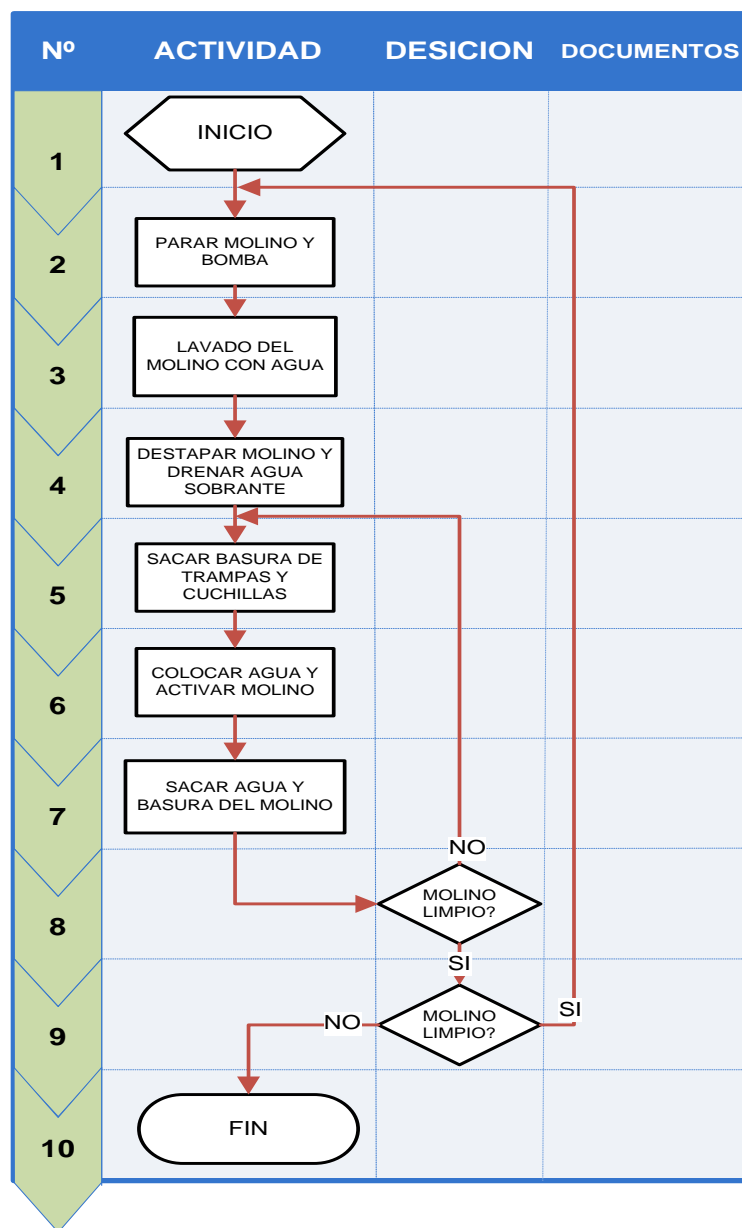 Nº ACTIVIDAD DESICION DOCUMENTOS
1
INICIO
2
PARAR MOLINO Y
BOMBA
3
LAVADO DEL
MOLINO CON AGUA
4
DESTAPAR MOLINO Y
DRENAR AGUA
SOBRANTE
5
SACAR BASURA DE
TRAMPAS Y
CUCHILLAS
6
COLOCAR AGUA Y
ACTIVAR MOLINO
7
SACAR AGUA Y
BASURA DEL MOLINO
NO
8
MOLINO
LIMPIO?
SI
9
NO
MOLINO
LIMPIO?
SI
10
FIN